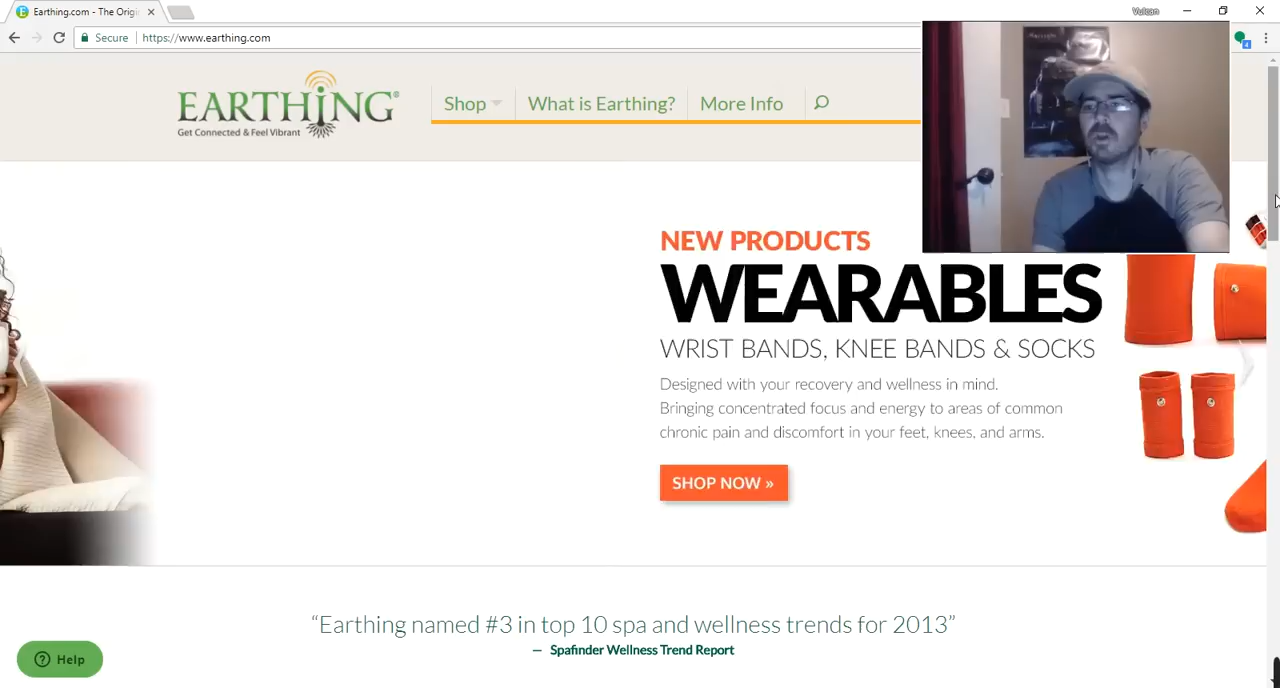 Earthing.com - The Origi
Vulcan
Secure
https://www.earthing.com
4
EARTHiNG®
Get Connected & Feel Vibrant
Shop
What is Earthing?
More Info
NEW PRODUCTS
WEARABLES
WRIST BANDS, KNEE BANDS & SOCKS
Designed with your recovery and wellness in mind.
Bringing concentrated focus and energy to areas of common
chronic pain and discomfort in your feet, knees, and arms.
SHOP NOW »
“Earthing named #3 in top 10 spa and wellness trends for 2013”
— Spafinder Wellness Trend Report
Help